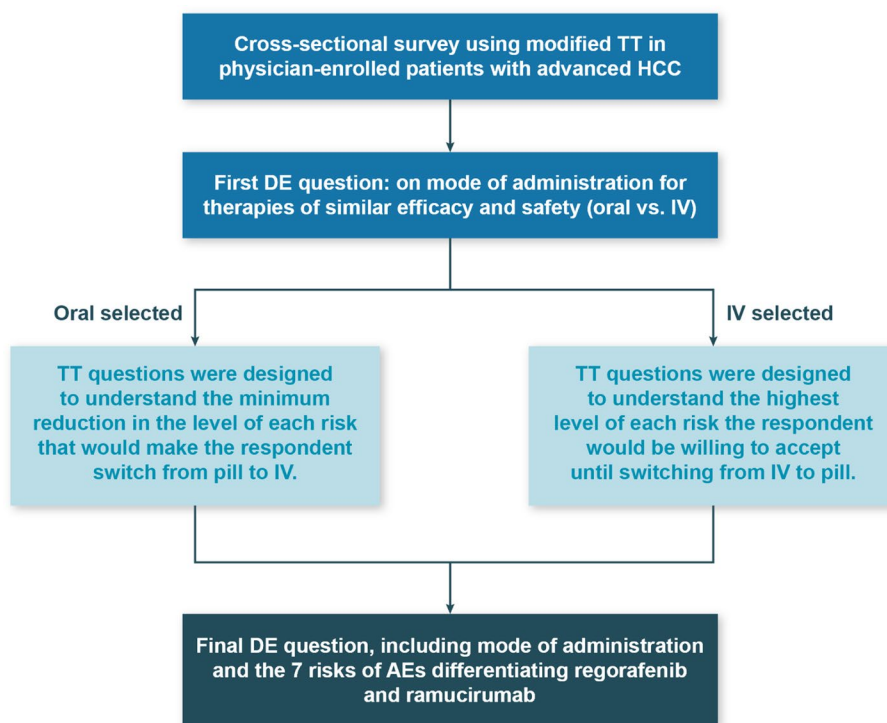 Cross-sectional survey using modified TT in
physician-enrolled patients with advanced HCC
First DE question: on mode of administration for
therapies of similar efficacy and safety (oral vs. IV)
Oral selected
IV selected
TT questions were designed
to understand the minimum
reduction in the level of each risk
that would make the respondent
switch from pill to IV.
TT questions were designed
to understand the highest
level of each risk the respondent
would be willing to accept
until switching from IV to pill.
Final DE question, including mode of administration
and the 7 risks of AEs differentiating regorafenib
and ramucirumab